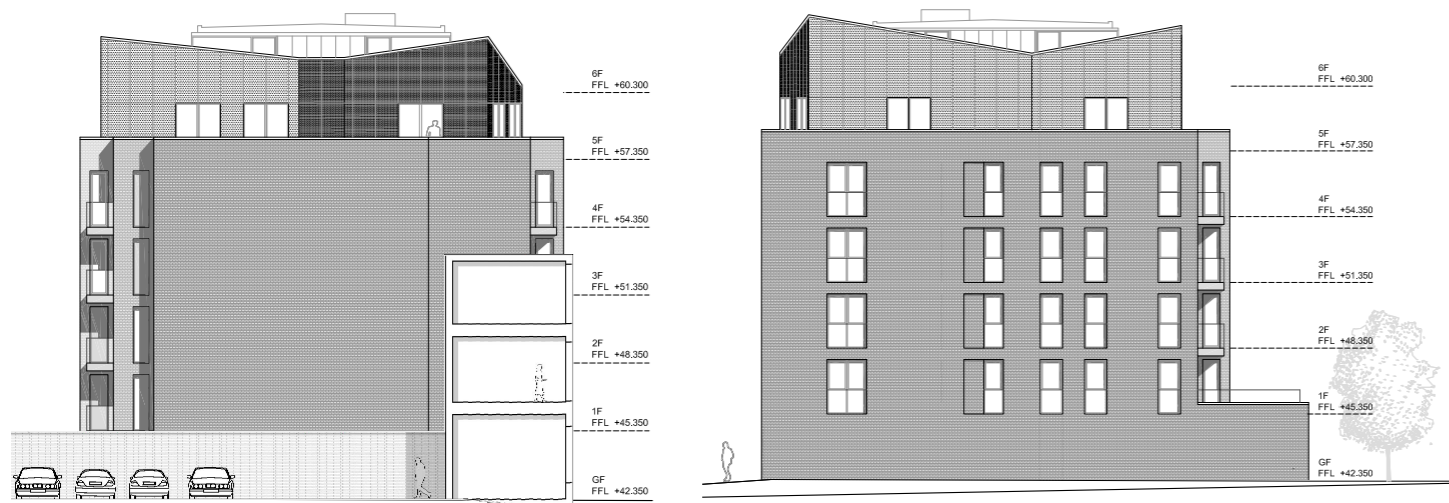 6F
FFL +60.300
5F
FFL +57.350
4F
FFL +54.350
3F
FFL +51.350
2F
FFL +48.350
1F
FFL +45.350
GF
FFL +42.350
6F
FFL +60.300
5F
FFL +57.350
4F
FFL +54.350
3F
FFL +51.350
2F
FFL +48.350
1F
FFL +45.350
GF
FFL +42.350